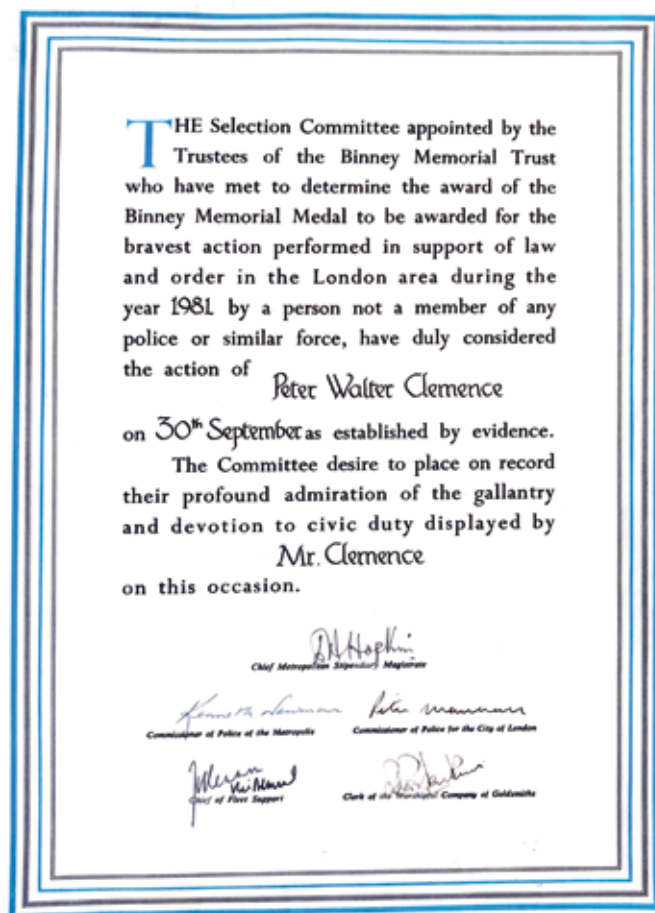 THE Selection Committee appointed by the
Trustees of the Binney Memorial Trust
who have met to determine the award of the
Binney Memorial Medal to be awarded for the
bravest action performed in support of law
and order in the London area during the
year 1981 by a person not a member of any
police or similar force, have duly considered
the action of
Peter Walter Clemence
on 30th September as established by evidence.
The Committee desire to place on record
their profound admiration of the gallantry
and devotion to civic duty displayed by
Mr. Clemence
on this occasion.
Hopkin
Chief Metropolitan Stipendiary Magistrate
Kenneth Newman Peter
Commissioner of Police of the Metropolis Commissioner of Police for the City of London
Chief of Fleet Support Clerk of the Worshipful Company of Goldsmiths